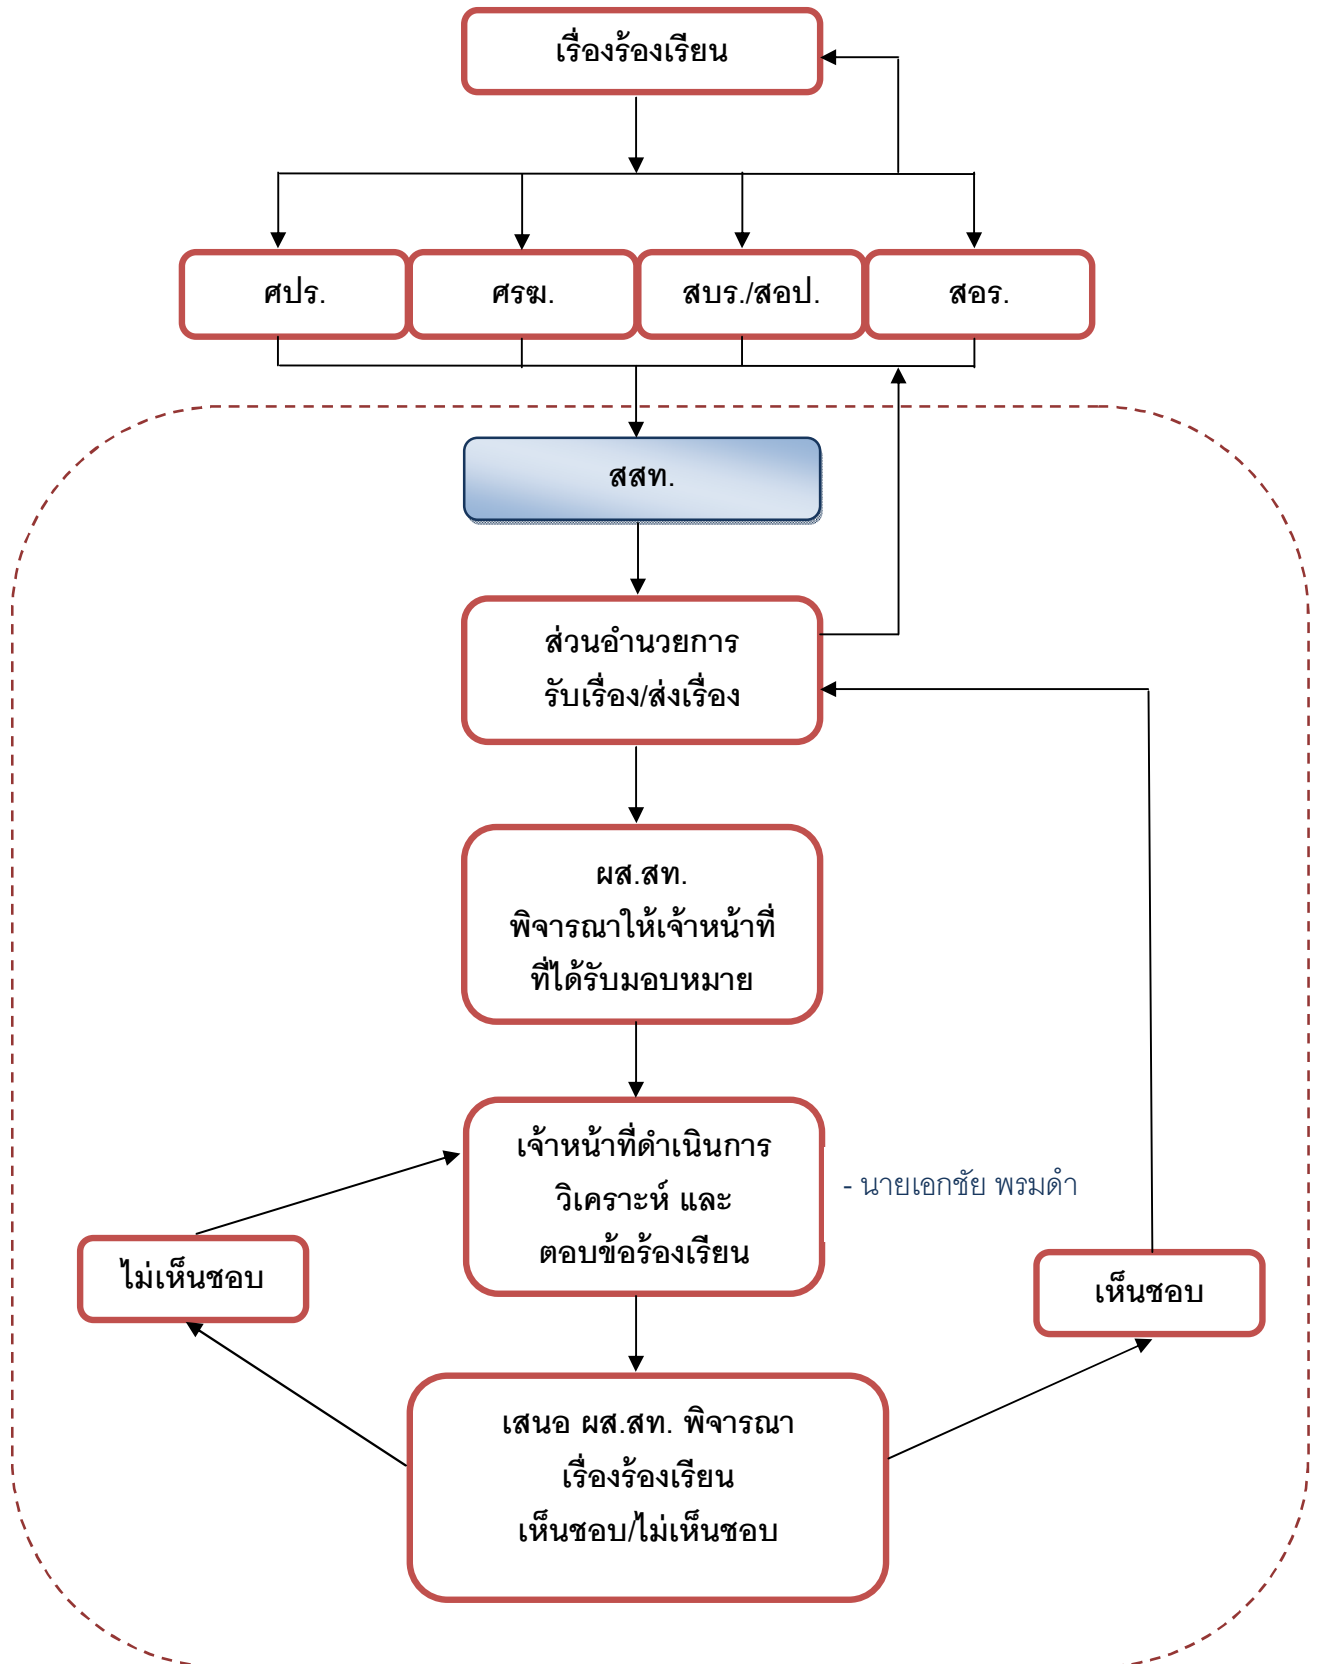 เรื่องร้องเรียน
ศปร.
ศรฆ.
สบร./สอป.
สอร.
สสท.
ส่วนอำนวยการ
รับเรื่อง/ส่งเรื่อง
ผส.สท.
พิจารณาให้เจ้าหน้าที่
ที่ได้รับมอบหมาย
เจ้าหน้าที่ดำเนินการ
วิเคราะห์ และ
ตอบข้อร้องเรียน
- นายเอกชัย พรมดำ
ไม่เห็นชอบ
เห็นชอบ
เสนอ ผส.สท. พิจารณา
เรื่องร้องเรียน
เห็นชอบ/ไม่เห็นชอบ